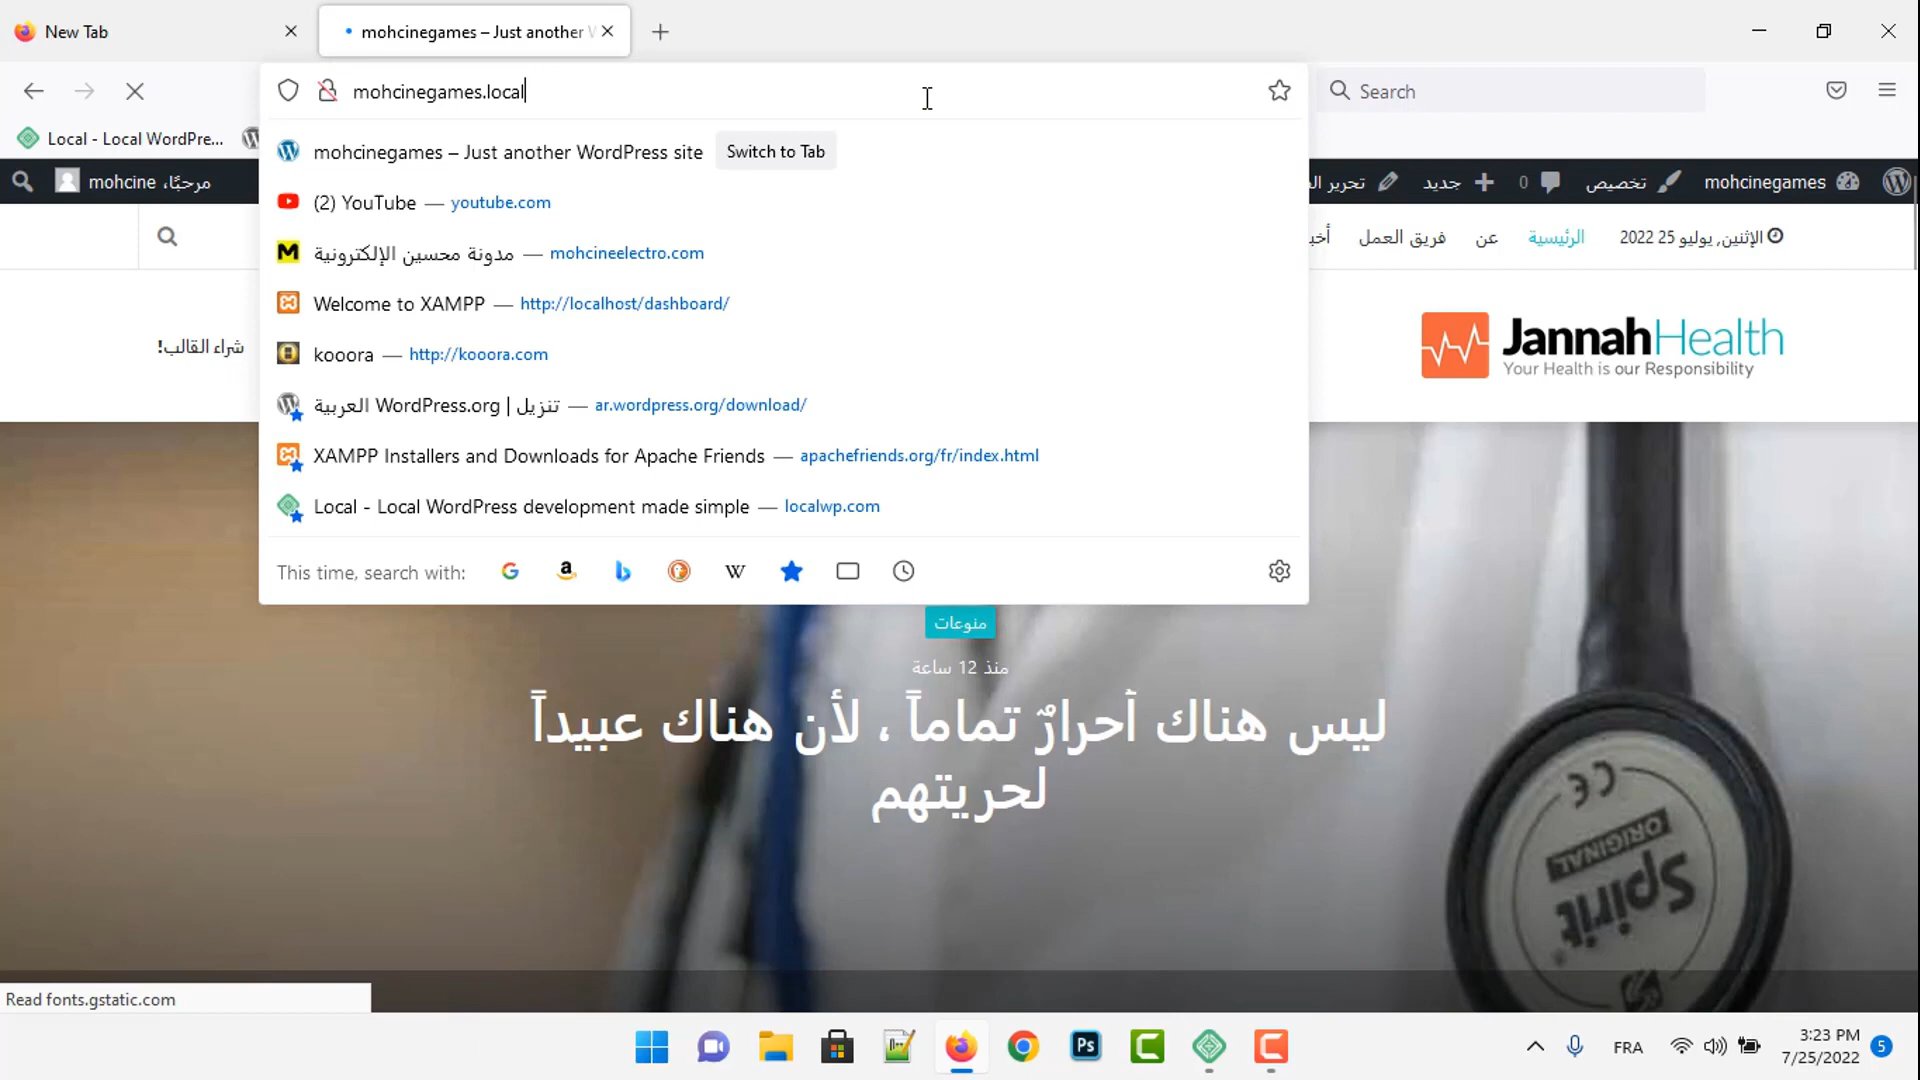 New Tab
mohcinegames – Just another W
mohcinegames.local
Search
Local - Local WordPre...
mohcinegames – Just another WordPress site Switch to Tab
(2) YouTube — youtube.com
مدونة محسين الإلكترونية — mohcineelectro.com
Welcome to XAMPP — http://localhost/dashboard/
kooora — http://kooora.com
تنزيل | WordPress.org العربية — ar.wordpress.org/download/
XAMPP Installers and Downloads for Apache Friends — apachefriends.org/fr/index.html
Local - Local WordPress development made simple — localwp.com
This time, search with:
مرحبًا، mohcine
mohcinegames
تخصيص
0
جديد
تحرير
الإثنين, يوليو 25 2022
الرئيسية
عن
فريق العمل
شراء القالب!
JannahHealth
Your Health is our Responsibility
منوعات
منذ 12 ساعة
ليس هناك أحرارٌ تماماً ، لأن هناك عبيداً
لحريتهم
CE
ORIGINAL
Spirit
Read fonts.gstatic.com
Ps
FRA
3:23 PM
7/25/2022
5